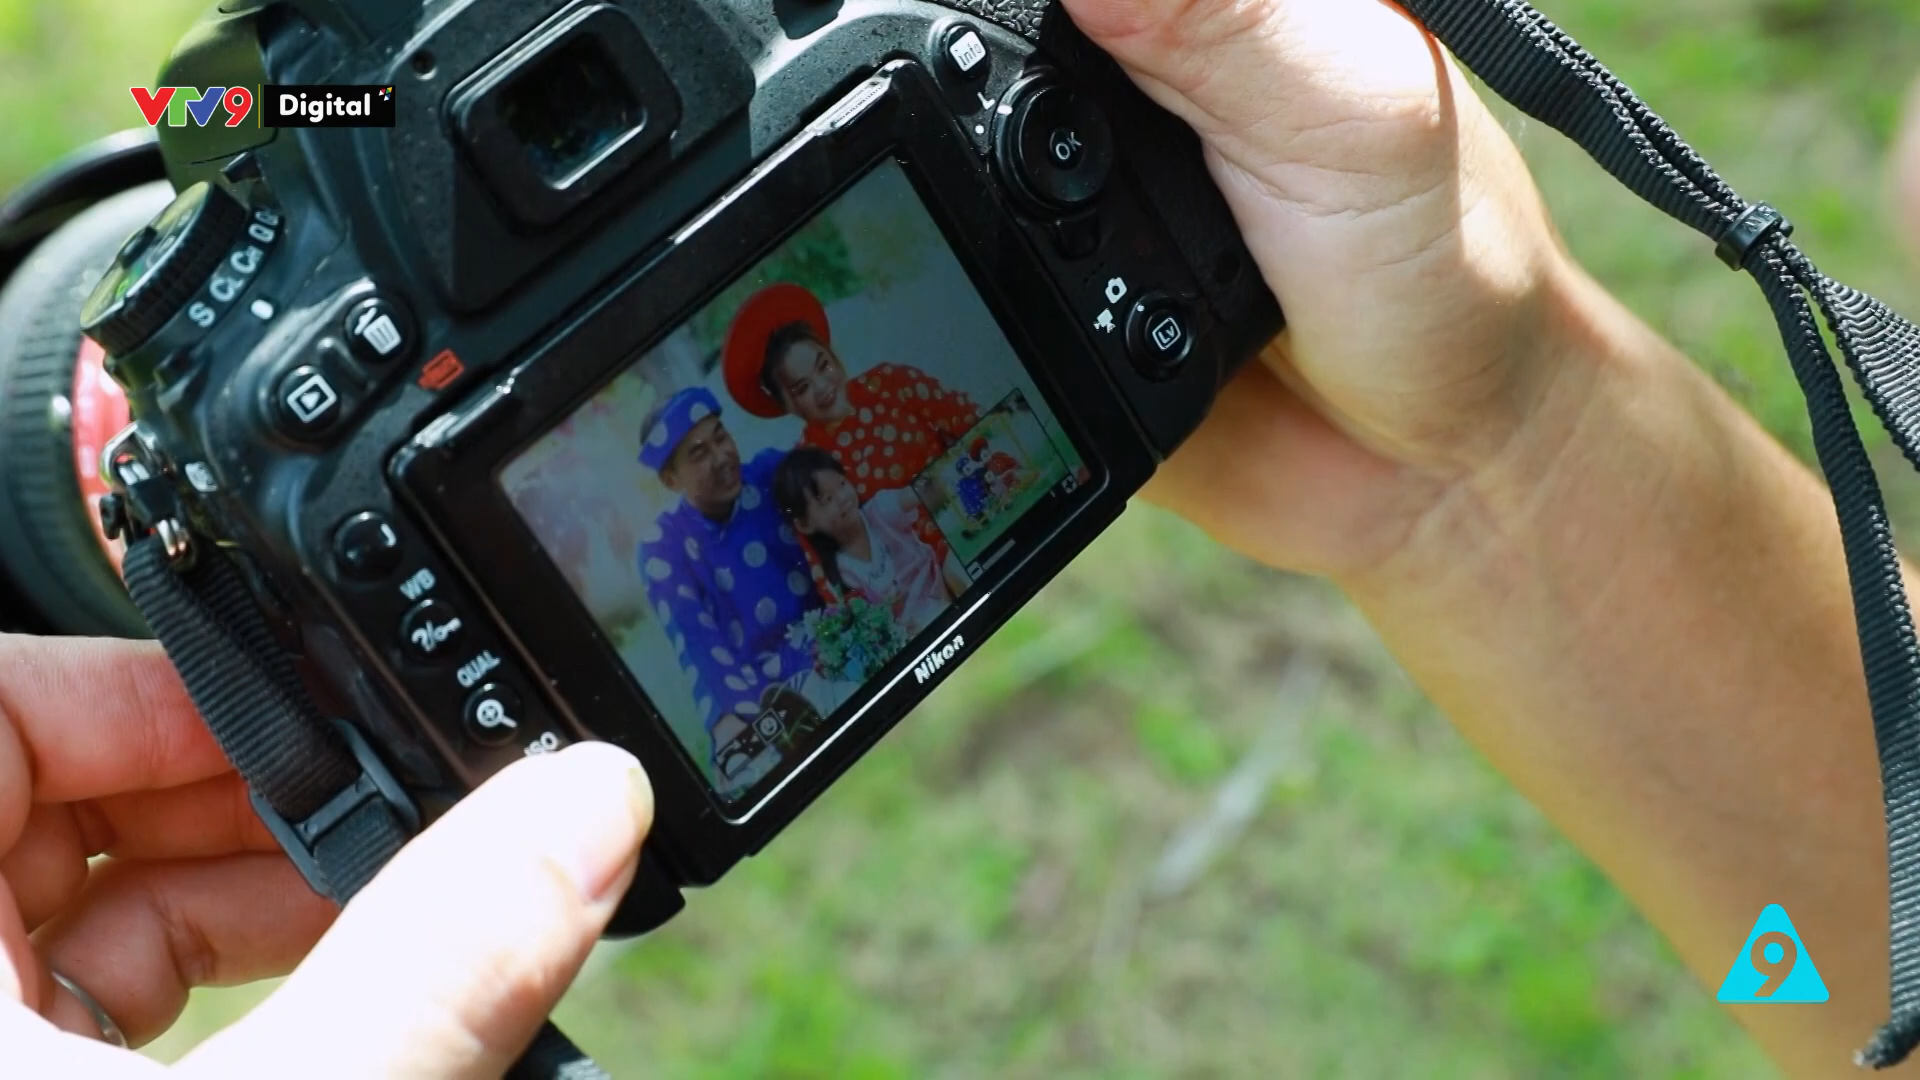 VTV9 Digital
info
OK
S CL CH Q
Lv
WB
?/
QUAL
ISO
Nikon
9